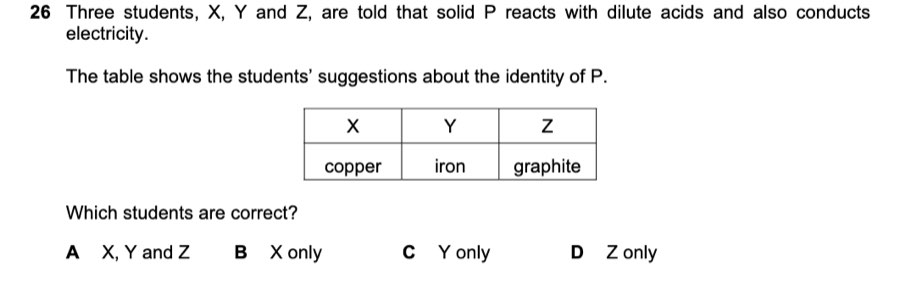 26 Three students, X, Y and Z, are told that solid P reacts with dilute acids and also conducts
electricity.
The table shows the students' suggestions about the identity of P.
X Y Z
copper iron graphite
Which students are correct?
A X, Y and Z B X only C Y only D Z only